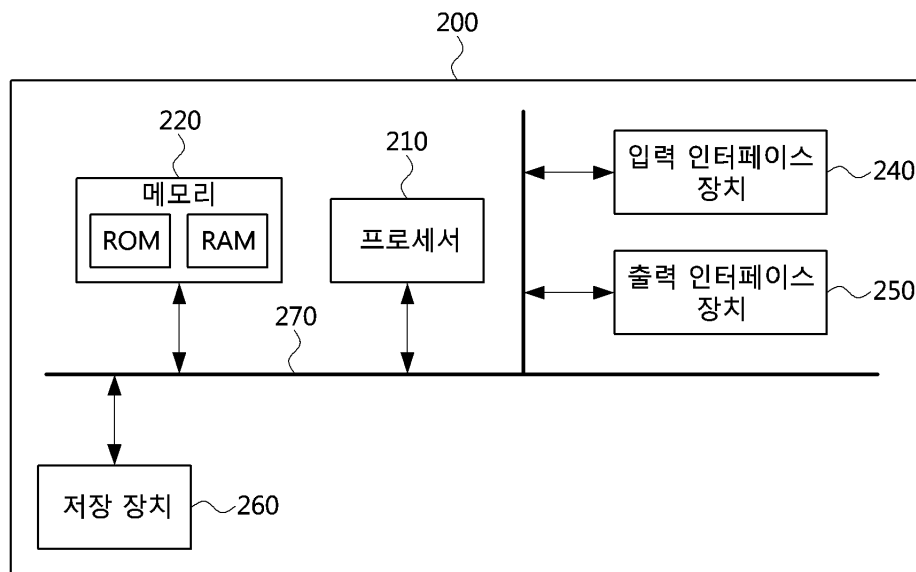 200
220
210
메모리
ROM
RAM
프로세서
입력 인터페이스
장치
240
출력 인터페이스
장치
250
270
저장 장치
260